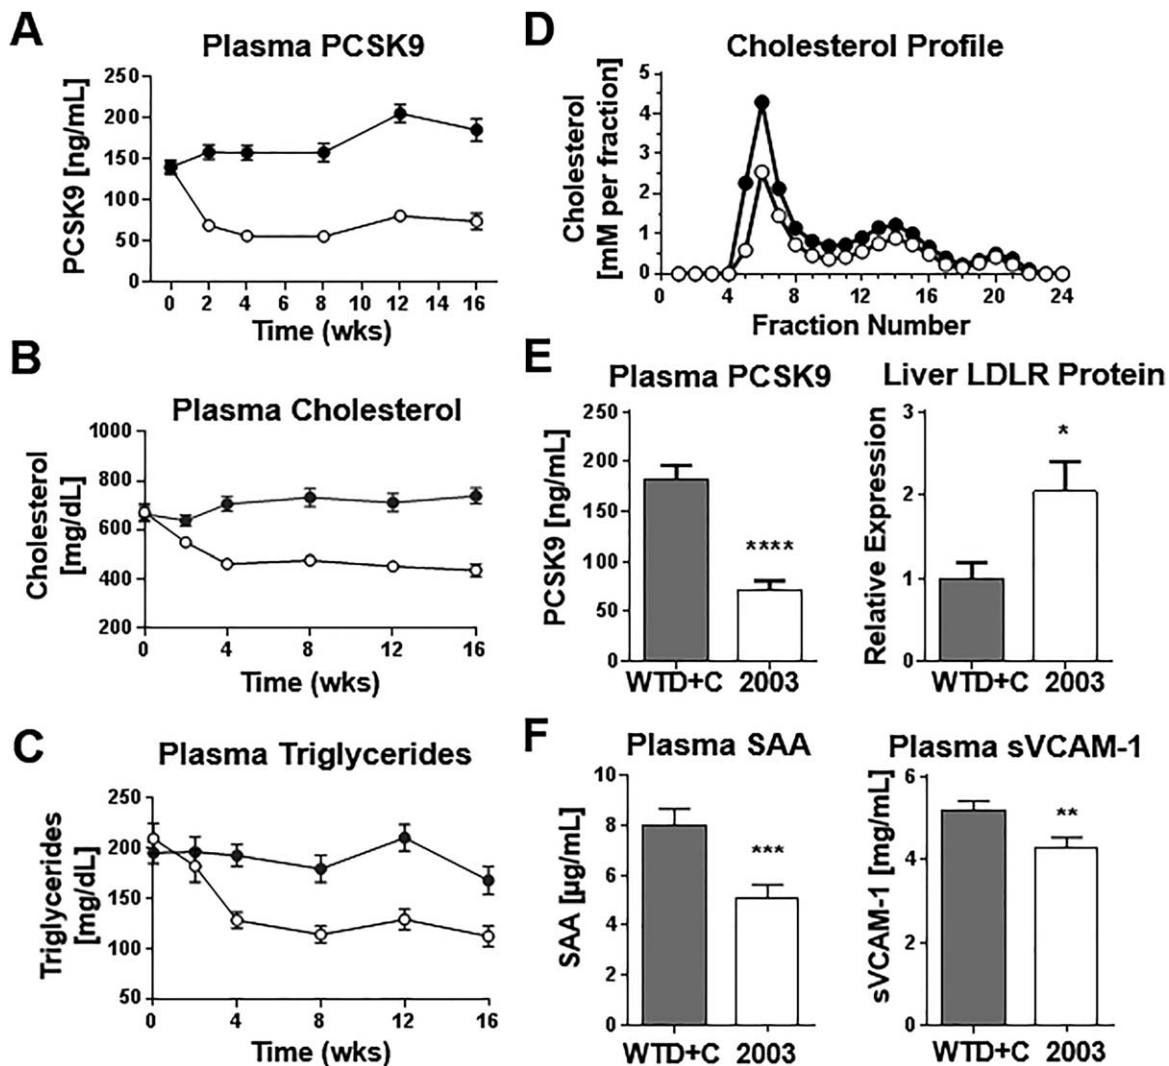 A
Plasma PCSK9
PCSK9 [ng/mL]
250
200
150
100
50
0
0 2 4 6 8 10 12 14 16
Time (wks)
B
Plasma Cholesterol
Cholesterol
[mg/dL]
1000
800
600
400
200
0 4 8 12 16
Time (wks)
C
Plasma Triglycerides
Triglycerides
[mg/dL]
250
200
150
100
50
0 4 8 12 16
Time (wks)
D
Cholesterol Profile
Cholesterol
[mM per fraction]
5
4
3
2
1
0
0 4 8 12 16 20 24
Fraction Number
E
Plasma PCSK9
PCSK9 [ng/mL]
250
200
150
100
50
0
****
WTD+C 2003
Liver LDLR Protein
Relative Expression
3
2
1
0
*
WTD+C 2003
F
Plasma SAA
SAA [µg/mL]
10
8
6
4
2
0
***
WTD+C 2003
Plasma sVCAM-1
sVCAM-1 [mg/mL]
6
4
2
0
**
WTD+C 2003